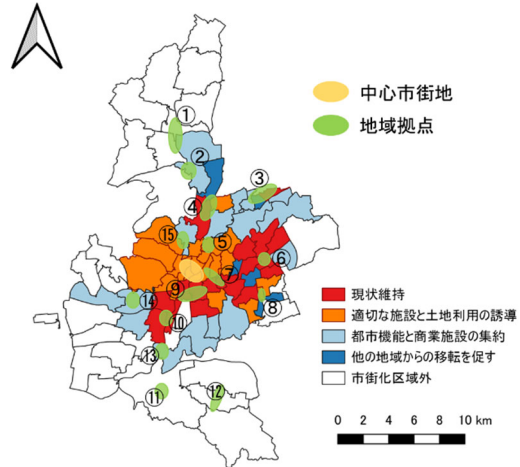 中心市街地
地域拠点
①
②
③
④
⑮
⑤
⑥
⑦
⑨
⑭
⑩
⑧
⑬
⑪
⑫
現状維持
適切な施設と土地利用の誘導
都市機能と商業施設の集約
他の地域からの移転を促す
市街化区域外
0 2 4 6 8 10 km